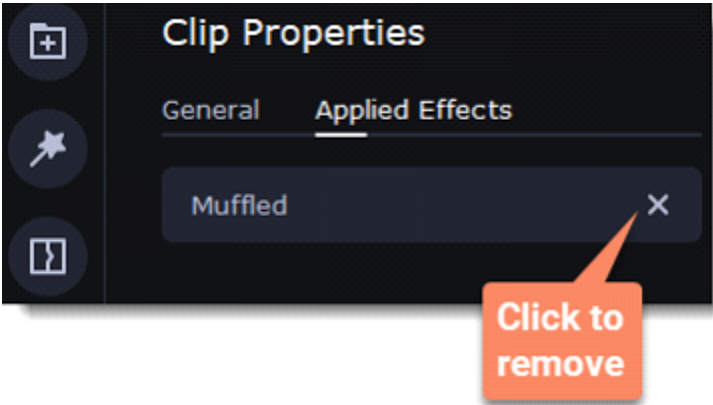 Clip Properties
General Applied Effects
Muffled
Click to
remove